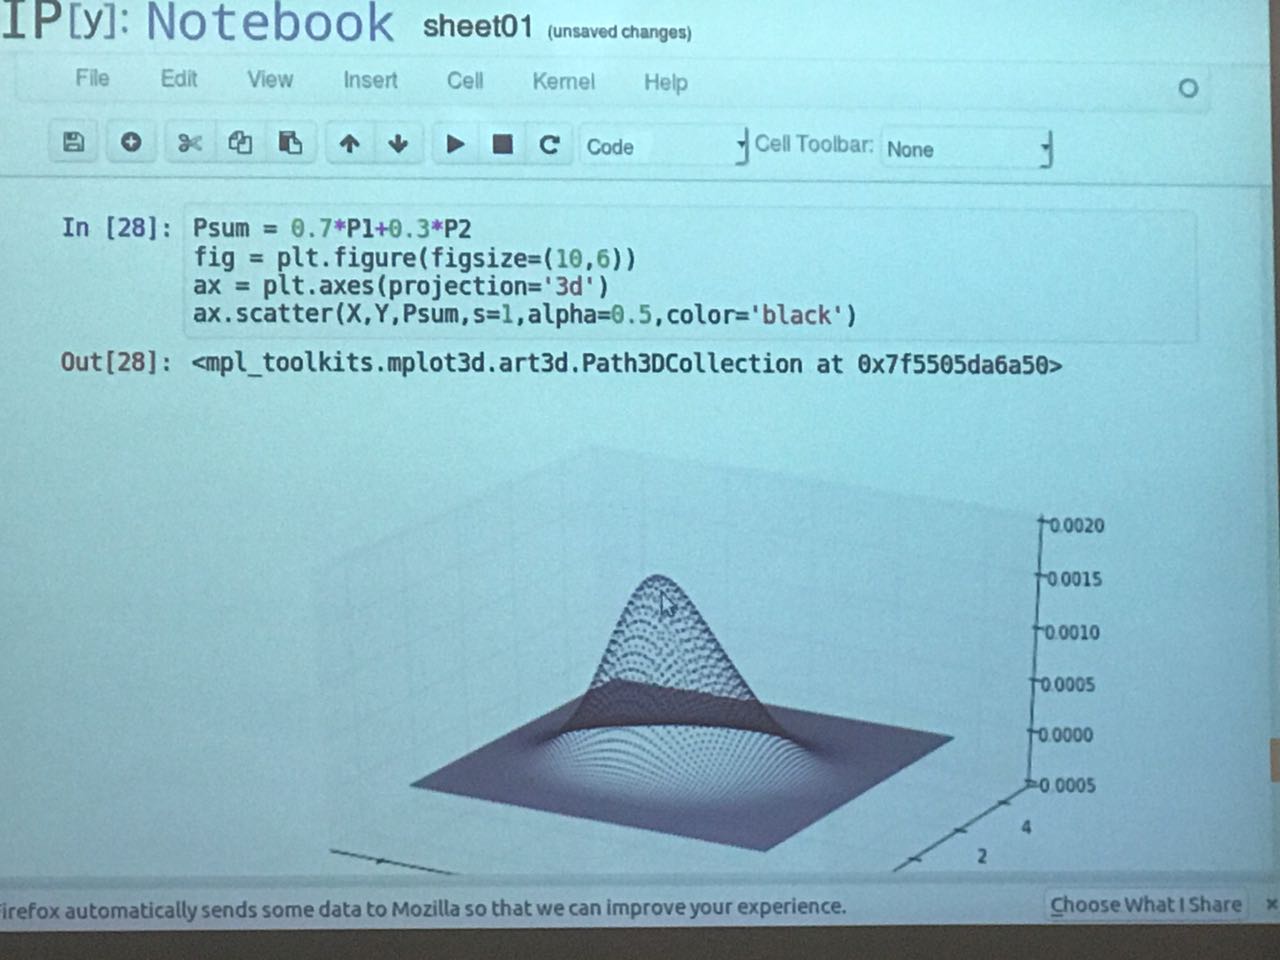 IP[y]: Notebook sheet01 (unsaved changes)
File Edit View Insert Cell Kernel Help
Code Cell Toolbar: None
In [28]: Psum = 0.7*P1+0.3*P2
fig = plt.figure(figsize=(10,6))
ax = plt.axes(projection='3d')
ax.scatter(X,Y,Psum,s=1,alpha=0.5,color='black')
Out[28]: <mpl_toolkits.mplot3d.art3d.Path3DCollection at 0x7f5505da6a50>
0.0020
0.0015
0.0010
0.0005
0.0000
0.0005
4
2
irefox automatically sends some data to Mozilla so that we can improve your experience. Choose What I Share ×